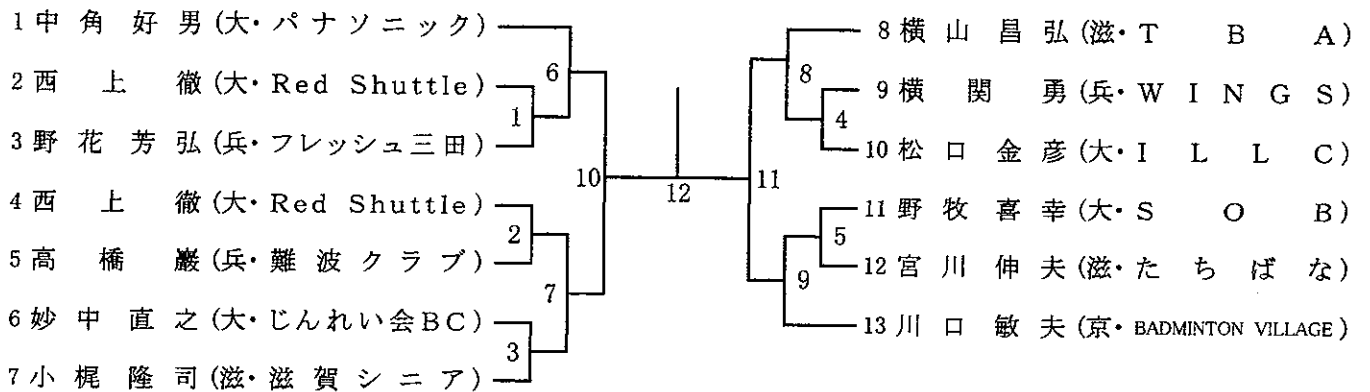 1 中角好男 (大・パナソニック)
2 西上徹 (大・Red Shuttle)
3 野花芳弘 (兵・フレッシュ三田)
4 西上徹 (大・Red Shuttle)
5 高橋巖 (兵・難波クラブ)
6 妙中直之 (大・じんれい会BC)
7 小梶隆司 (滋・滋賀シニア)
6
1
10
2
7
3
12
8
4
11
5
9
8 横山昌弘 (滋・TBA)
9 横関勇 (兵・WINGS)
10 松口金彦 (大・ILLC)
11 野牧喜幸 (大・SOB)
12 宮川伸夫 (滋・たちばな)
13 川口敏夫 (京・BADMINTON VILLAGE)